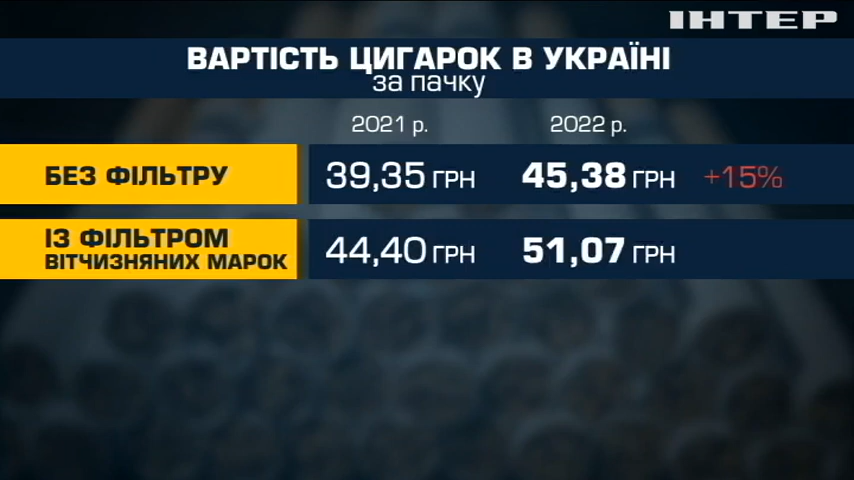 ІНТЕР
ВАРТІСТЬ ЦИГАРОК В УКРАЇНІ
за пачку
2021 р. 2022 р.
БЕЗ ФІЛЬТРУ 39,35 ГРН 45,38 ГРН +15%
ІЗ ФІЛЬТРОМ
ВІТЧИЗНЯНИХ МАРОК 44,40 ГРН 51,07 ГРН